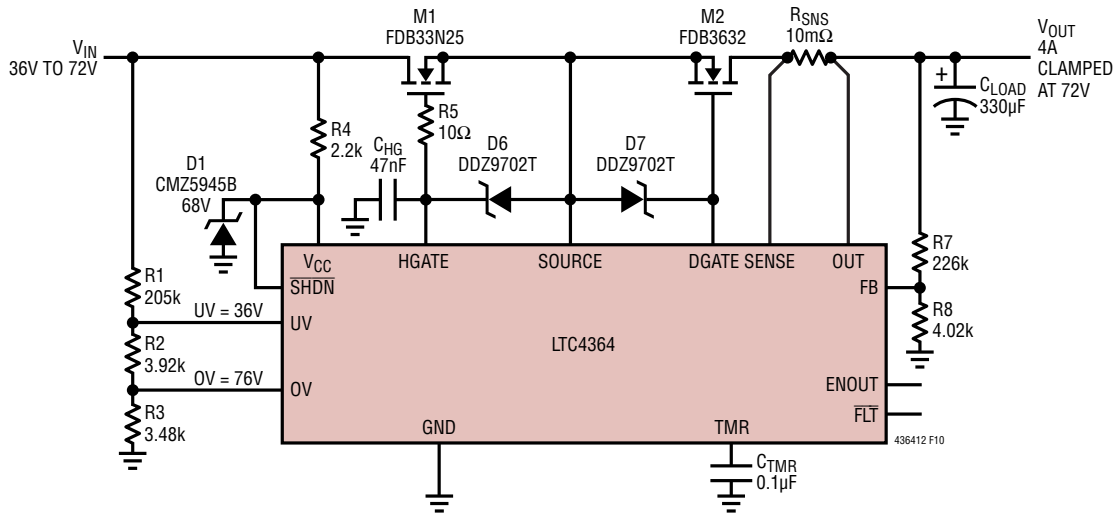 V_IN
36V TO 72V
M1
FDB33N25
M2
FDB3632
R_SNS
10mΩ
V_OUT
4A
CLAMPED
AT 72V
+
C_LOAD
330µF
R4
2.2k
R5
10Ω
C_HG
47nF
D6
DDZ9702T
D7
DDZ9702T
D1
CMZ5945B
68V
R1
205k
R2
3.92k
R3
3.48k
UV = 36V
OV = 76V
V_CC
HGATE
SOURCE
DGATE
SENSE
OUT
SHDN
UV
OV
LTC4364
FB
ENOUT
FLT
GND
TMR
R7
226k
R8
4.02k
C_TMR
0.1µF
436412 F10